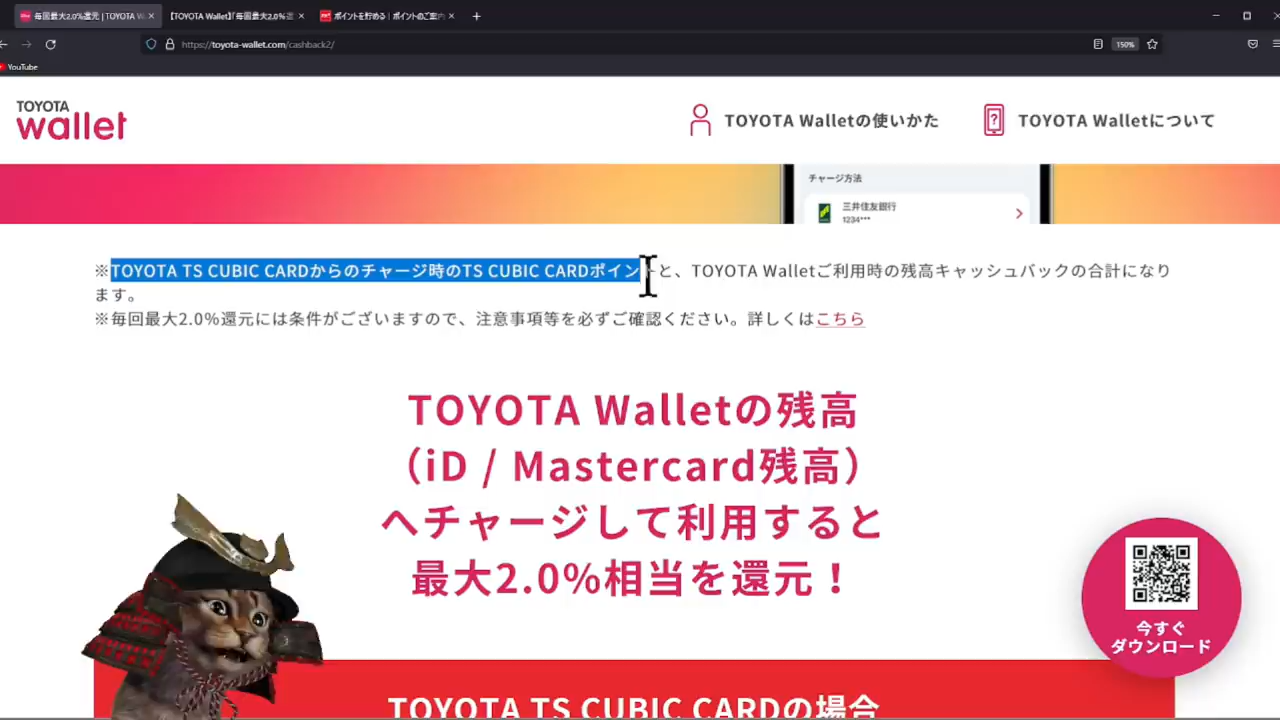 毎回最大2.0%還元 | TOYOTA W
【TOYOTA Wallet】「毎回最大2.0%還
ポイントを貯める｜ポイントのご案内
https://toyota-wallet.com/cashback2/
150%
YouTube
TOYOTA
wallet
TOYOTA Walletの使いかた
TOYOTA Walletについて
チャージ方法
三井住友銀行
1234***
※TOYOTA TS CUBIC CARDからのチャージ時のTS CUBIC CARDポイントと、TOYOTA Walletご利用時の残高キャッシュバックの合計になり
ます。
※毎回最大2.0%還元には条件がございますので、注意事項等を必ずご確認ください。詳しくはこちら
TOYOTA Walletの残高
（iD / Mastercard残高）
へチャージして利用すると
最大2.0%相当を還元！
今すぐ
ダウンロード
TOYOTA TS CUBIC CARDの場合